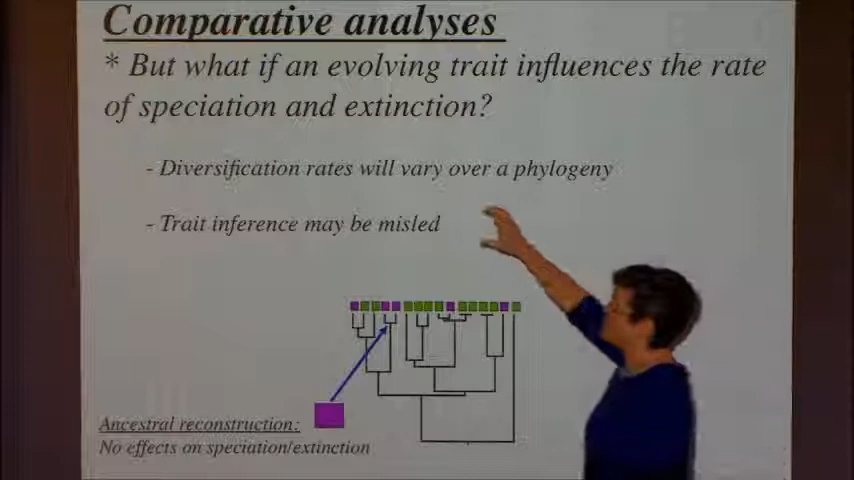 Comparative analyses
* But what if an evolving trait influences the rate
of speciation and extinction?
- Diversification rates will vary over a phylogeny
- Trait inference may be misled
Ancestral reconstruction:
No effects on speciation/extinction